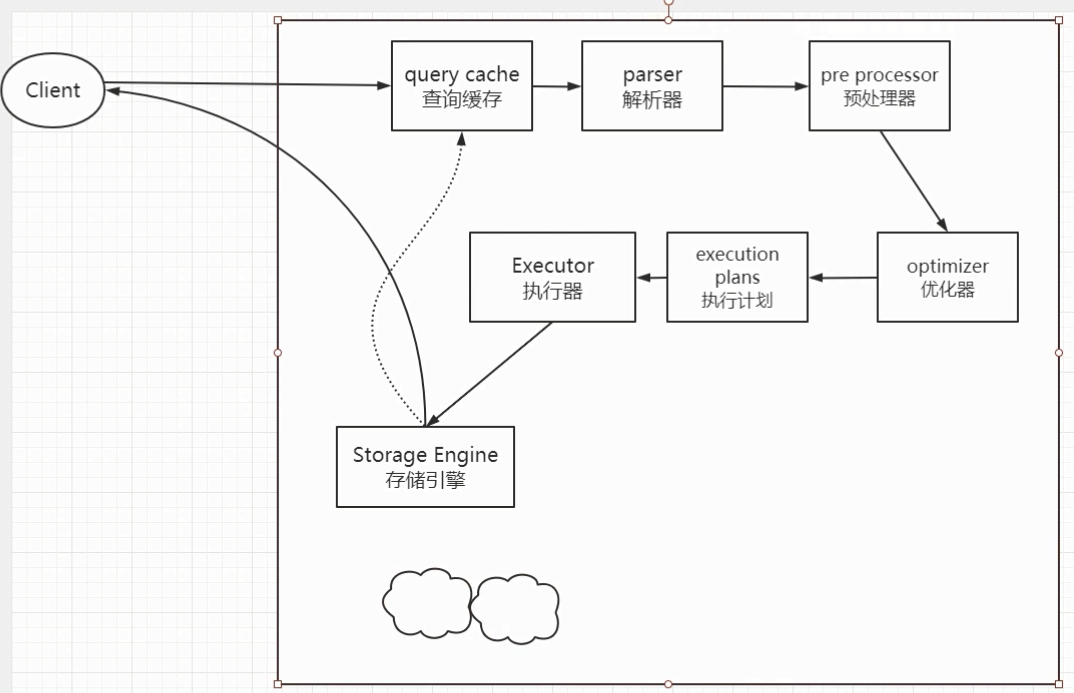 Client
query cache
查询缓存
parser
解析器
pre processor
预处理器
Executor
执行器
execution
plans
执行计划
optimizer
优化器
Storage Engine
存储引擎